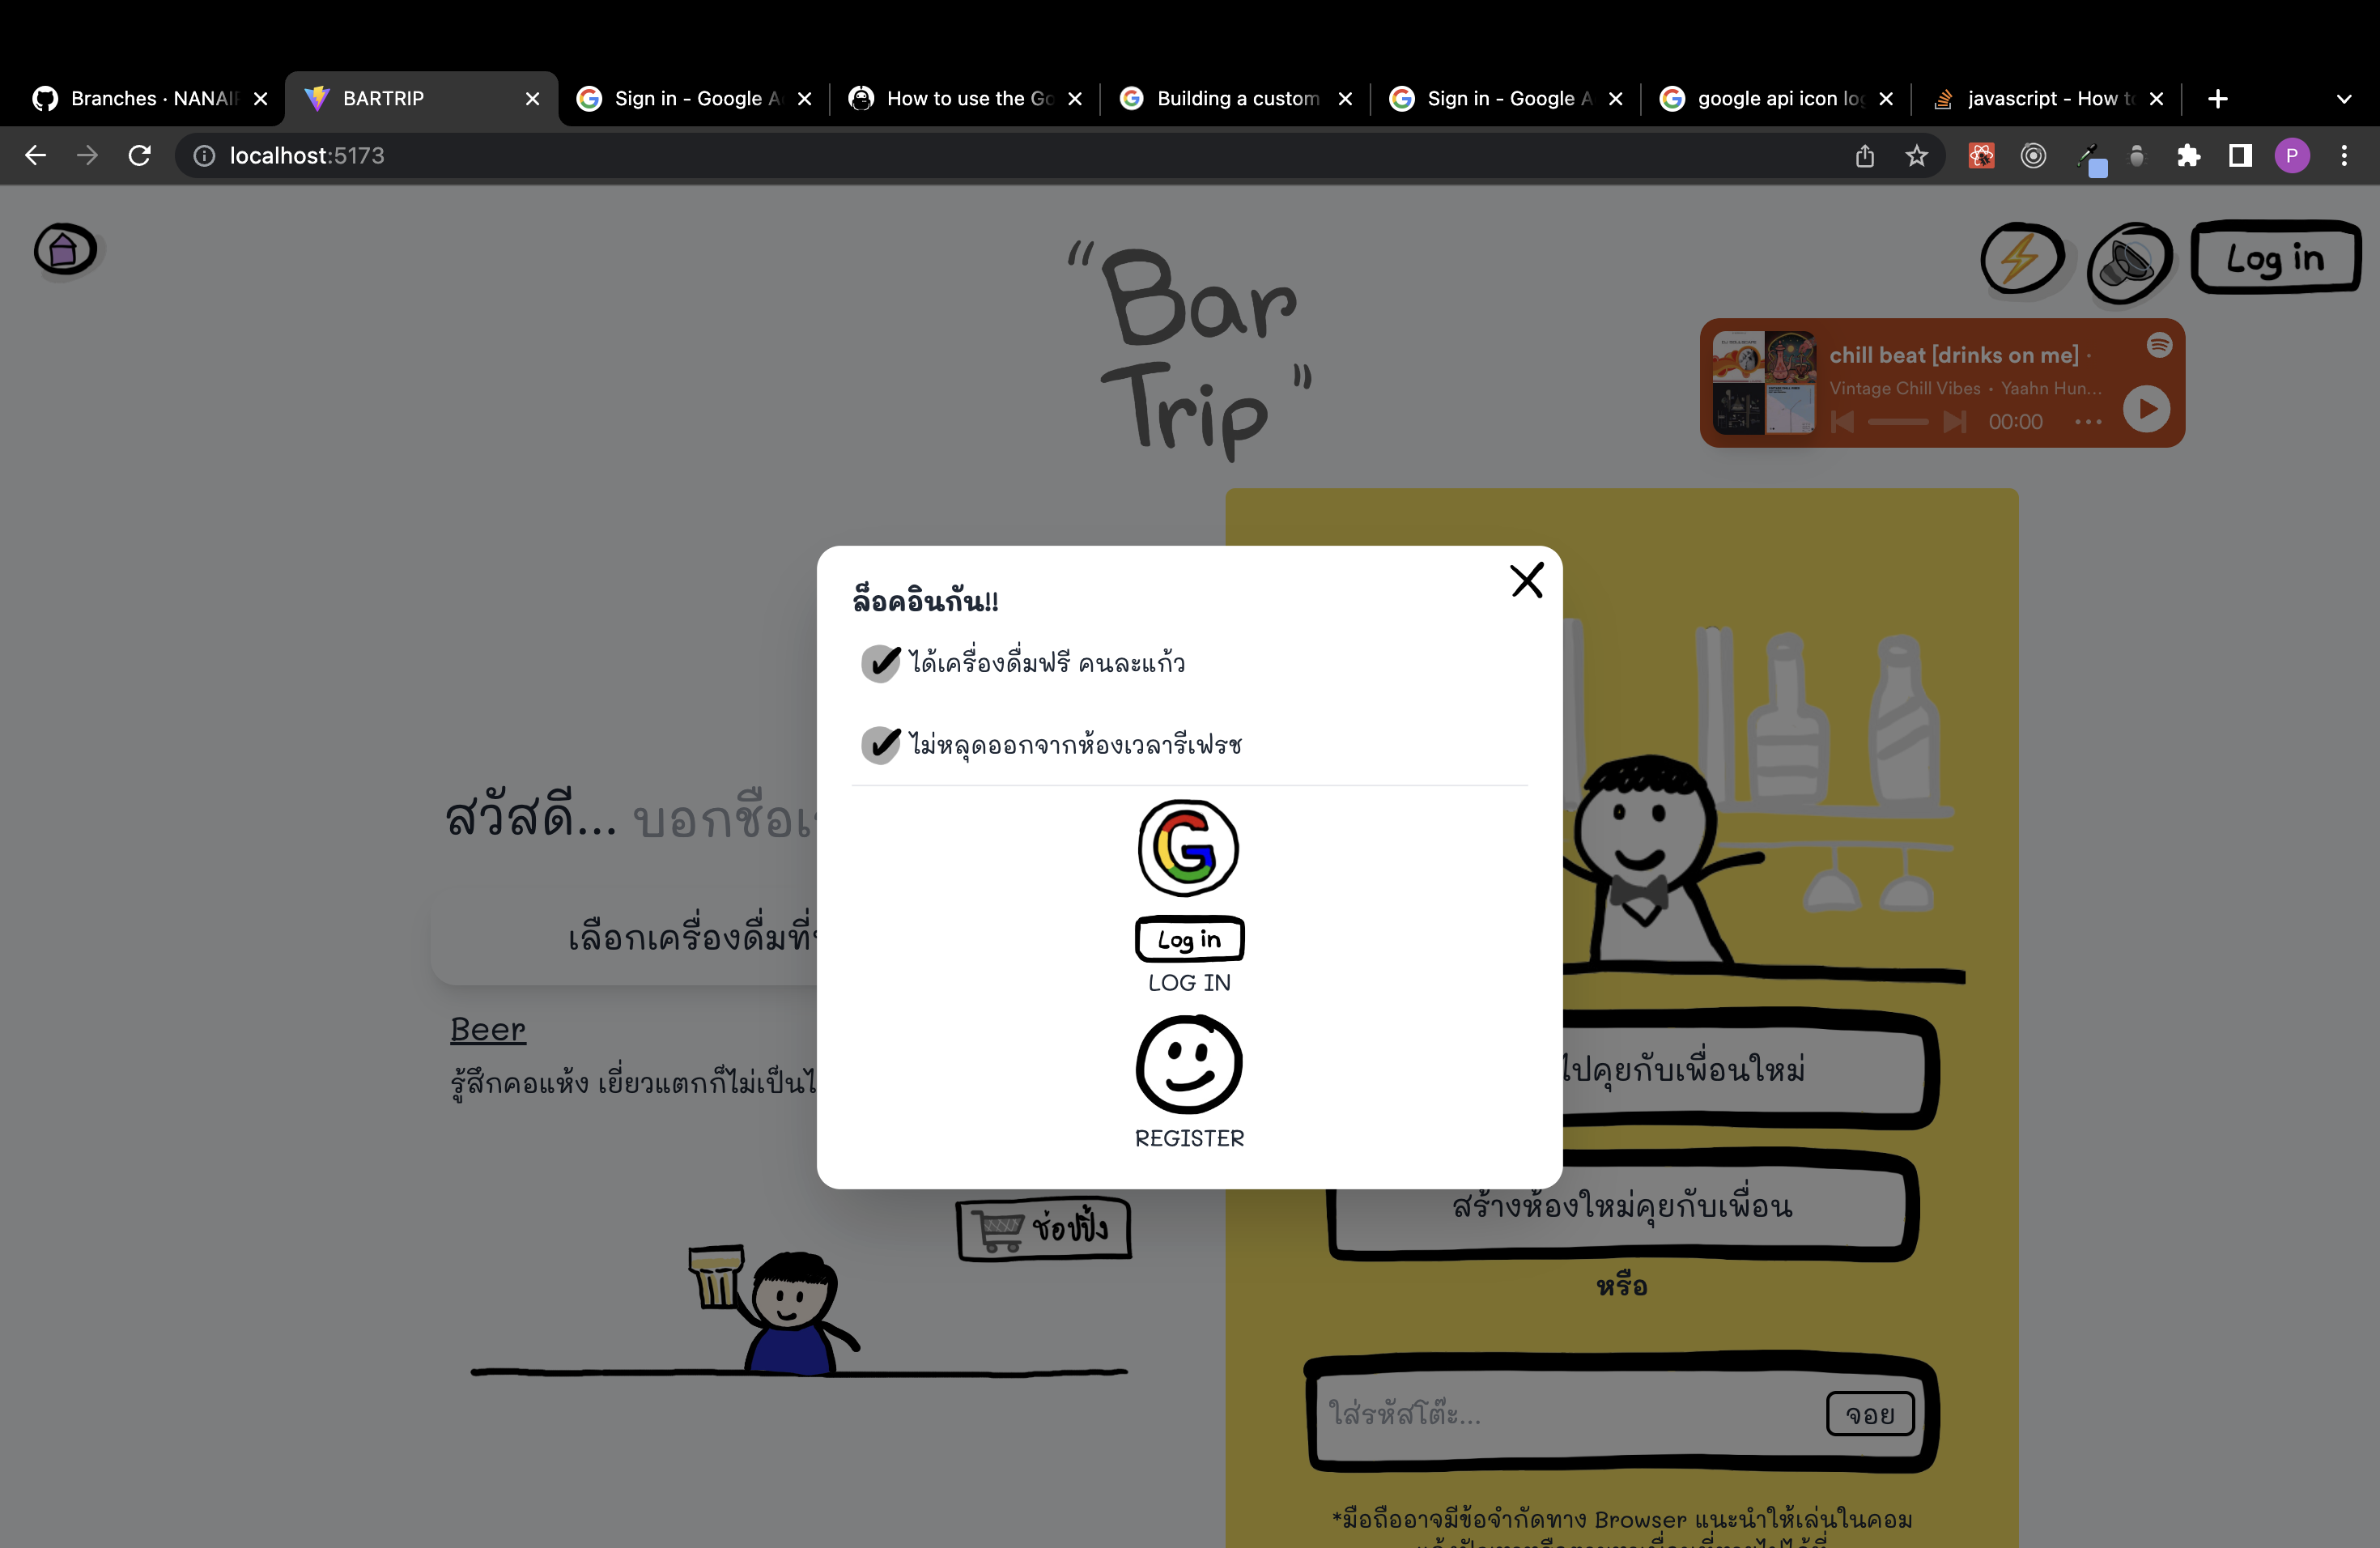 Branches · NANAI
BARTRIP
Sign in - Google A
How to use the Go
Building a custom
Sign in - Google A
google api icon log
javascript - How to
localhost:5173
P
Log in
“Bar
Trip”
chill beat [drinks on me] ·
Vintage Chill Vibes • Yaahn Hun...
00:00
ล็อคอินกัน!!
ได้เครื่องดื่มฟรี คนละแก้ว
ไม่หลุดออกจากห้องเวลารีเฟรช
G
Log in
LOG IN
REGISTER
สวัสดี... บอกชือ
เลือกเครื่องดื่มที่
Beer
รู้สึกคอแห้ง เยี่ยวแตกก็ไม่เป็น
ช้อปปิ้ง
ไปคุยกับเพื่อนใหม่
สร้างห้องใหม่คุยกับเพื่อน
หรือ
ใส่รหัสโต๊ะ...
จอย
*มือถืออาจมีข้อจำกัดทาง Browser แนะนำให้เล่นในคอม